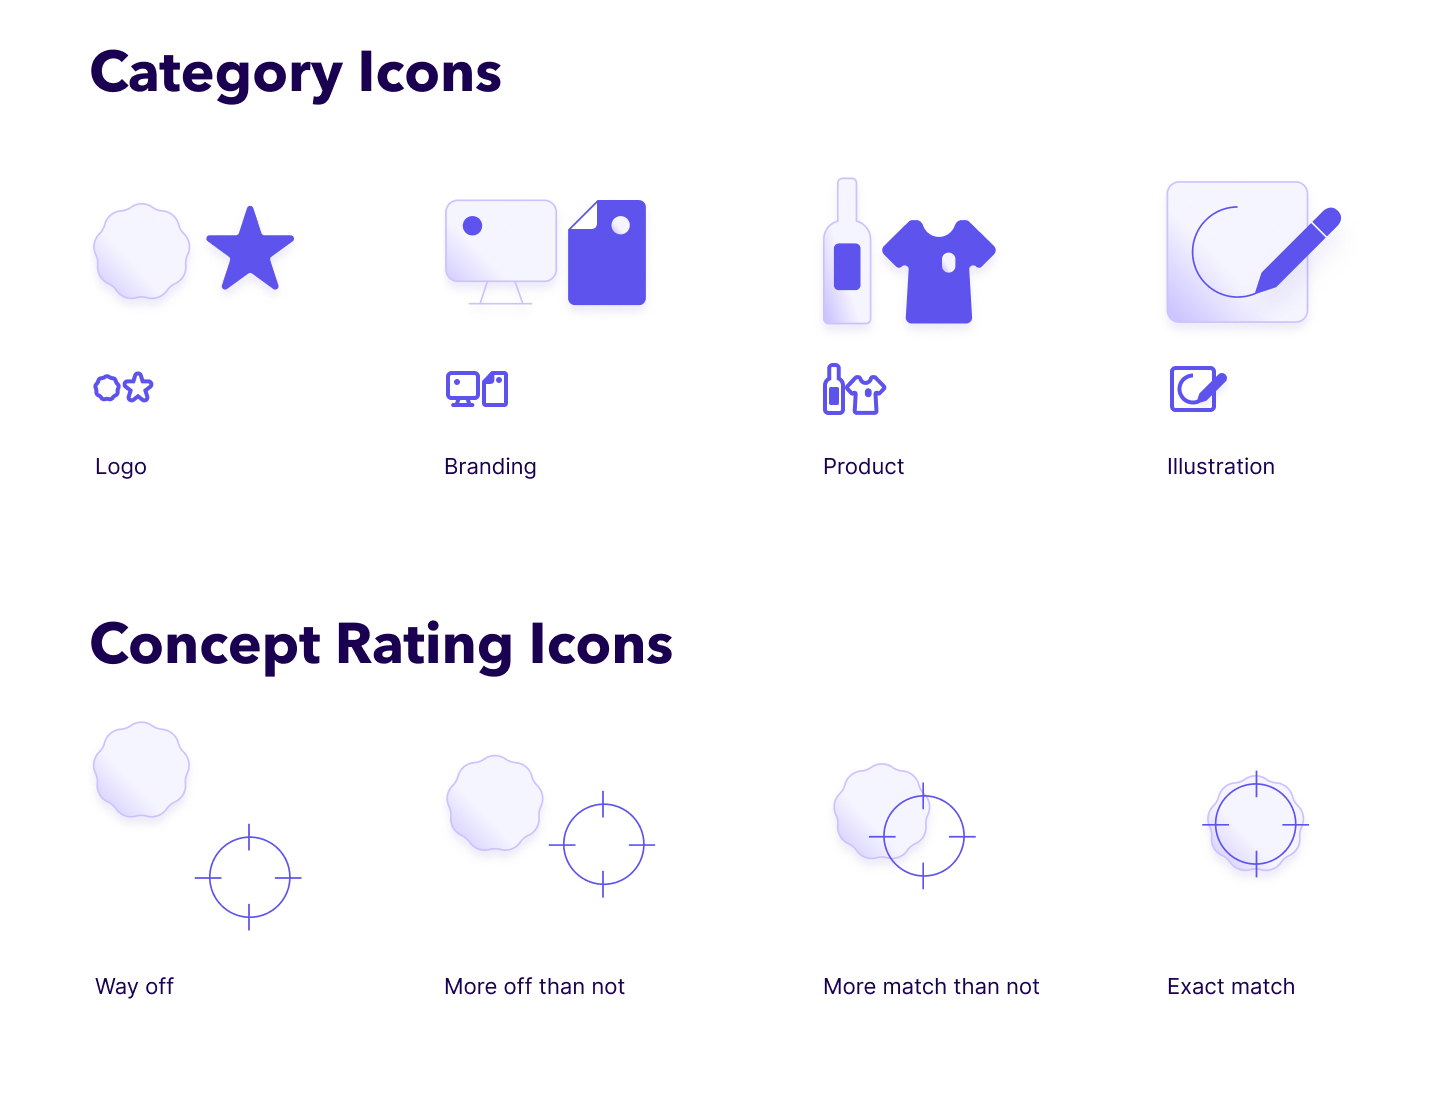 Category Icons
Logo
Branding
Product
Illustration
Concept Rating Icons
Way off
More off than not
More match than not
Exact match